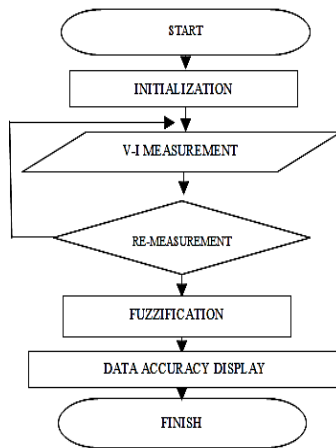 START
INITIALIZATION
V-I MEASUREMENT
RE-MEASUREMENT
FUZZIFICATION
DATA ACCURACY DISPLAY
FINISH